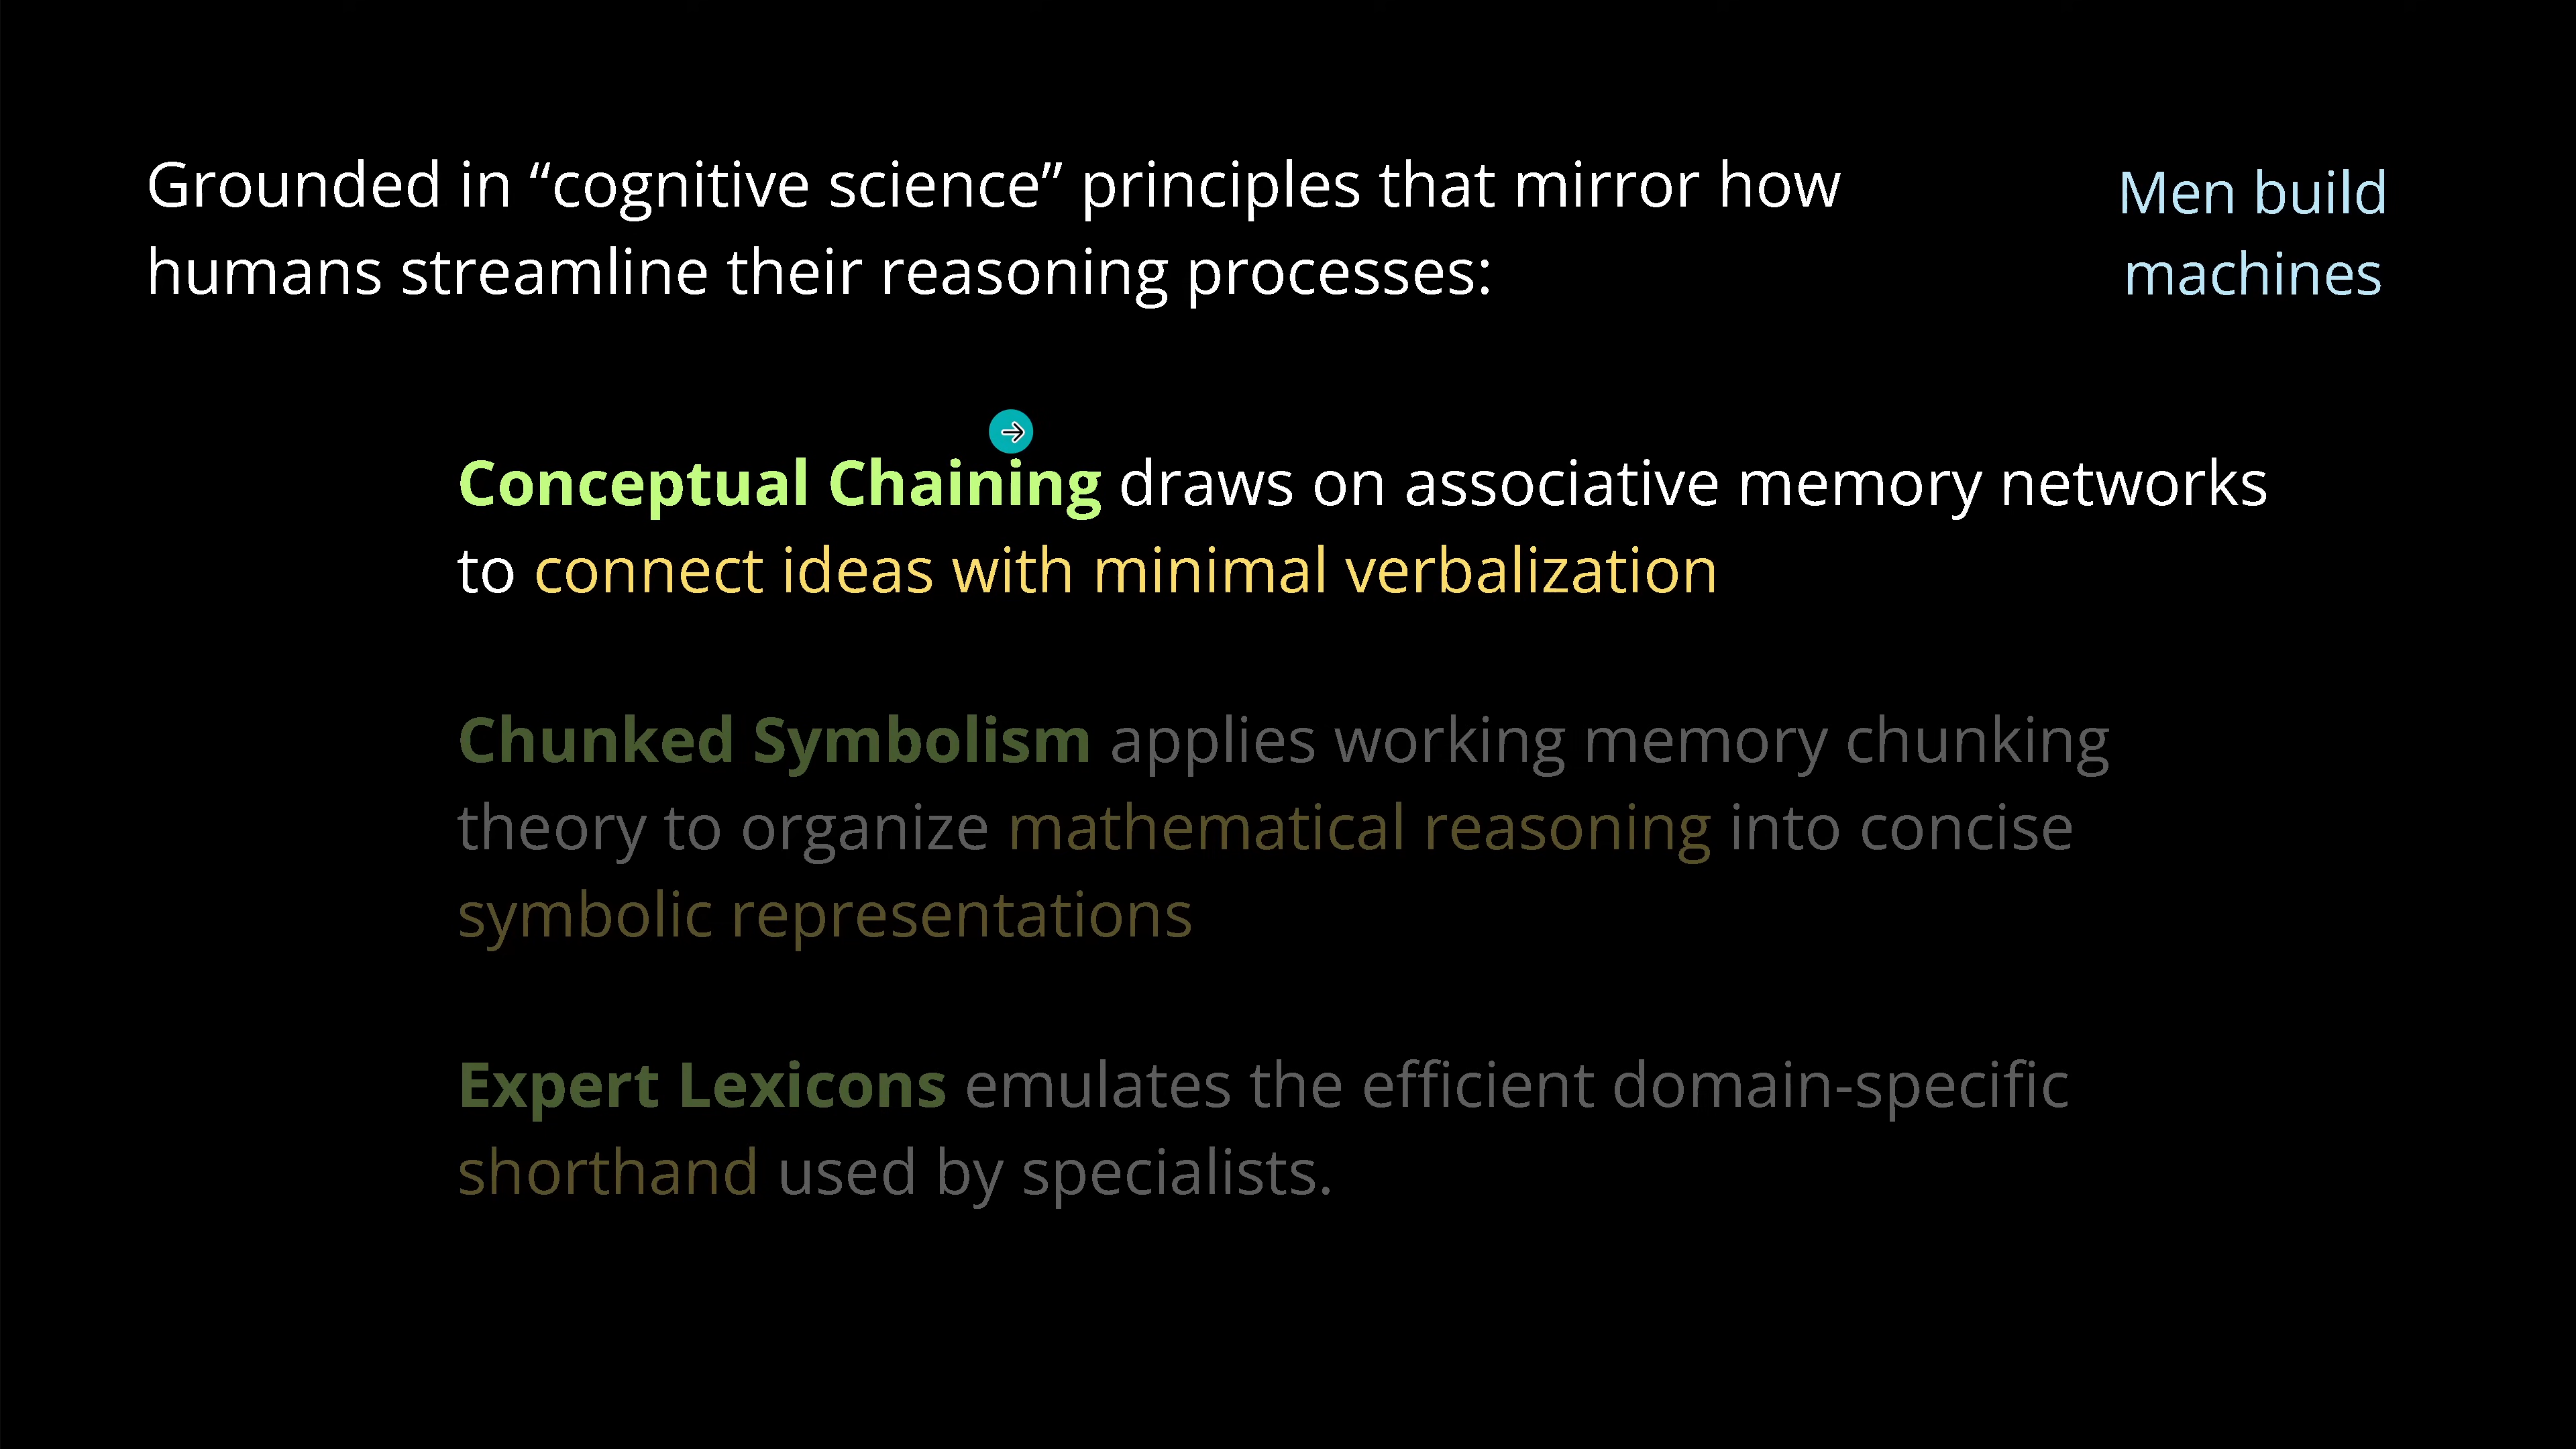 Grounded in “cognitive science” principles that mirror how
humans streamline their reasoning processes:
Men build
machines
Conceptual Chaining draws on associative memory networks
to connect ideas with minimal verbalization
Chunked Symbolism applies working memory chunking
theory to organize mathematical reasoning into concise
symbolic representations
Expert Lexicons emulates the efficient domain-specific
shorthand used by specialists.